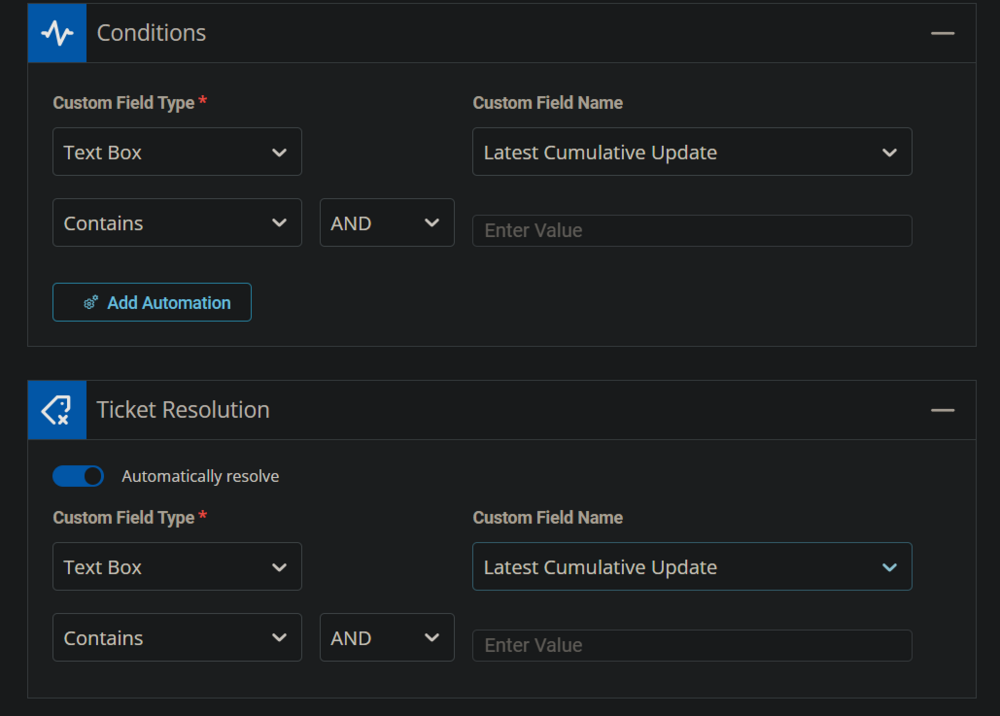 Conditions
Custom Field Type * Custom Field Name
Text Box Latest Cumulative Update
Contains AND Enter Value
Add Automation
Ticket Resolution
Automatically resolve
Custom Field Type * Custom Field Name
Text Box Latest Cumulative Update
Contains AND Enter Value